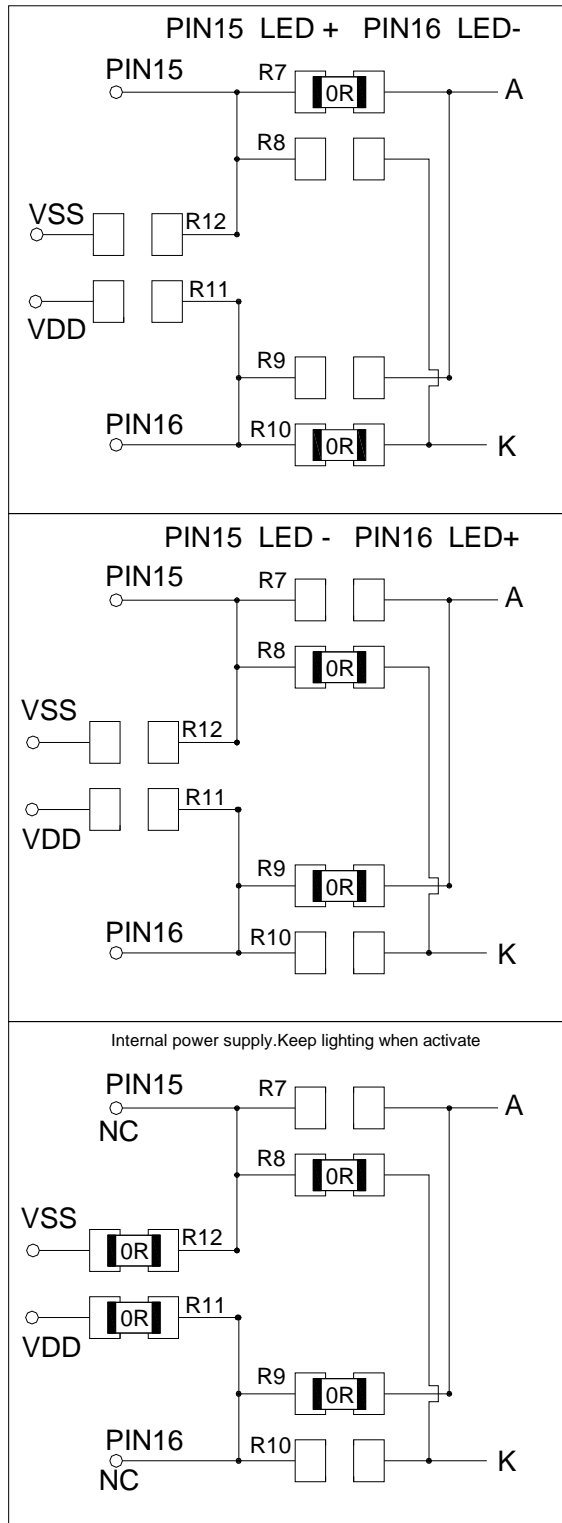 PIN15 LED + PIN16 LED-
PIN15
R7
0R
A
R8
VSS
R12
R11
VDD
R9
PIN16
R10
0R
K
PIN15 LED - PIN16 LED+
PIN15
R7
A
R8
0R
VSS
R12
R11
VDD
R9
0R
PIN16
R10
K
Internal power supply.Keep lighting when activate
PIN15
R7
A
NC
R8
0R
VSS
0R
R12
0R
R11
VDD
R9
0R
PIN16
R10
K
NC